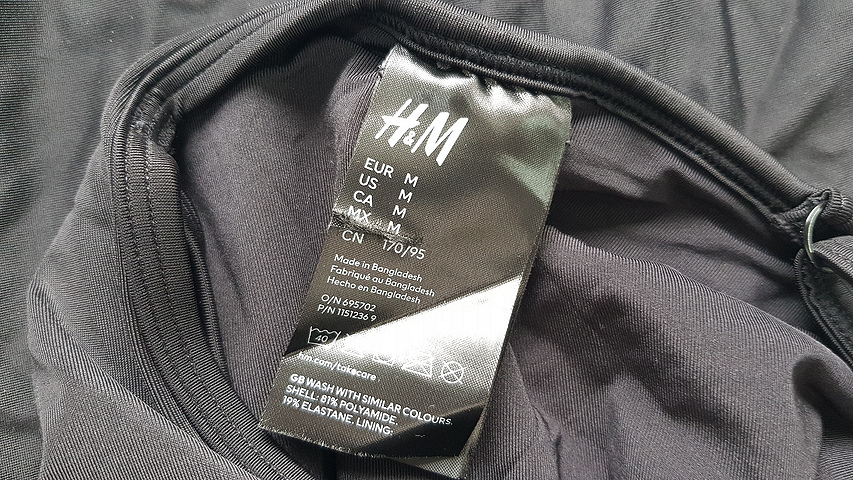 H&M
EUR M
US M
CA M
MX M
CN 170/95
Made in Bangladesh
Fabriqué au Bangladesh
Hecho en Bangladesh
O/N 695702
P/N 1151236 9
40
hm.com/takecare
GB WASH WITH SIMILAR COLOURS.
SHELL: 81% POLYAMIDE,
19% ELASTANE, LINING: